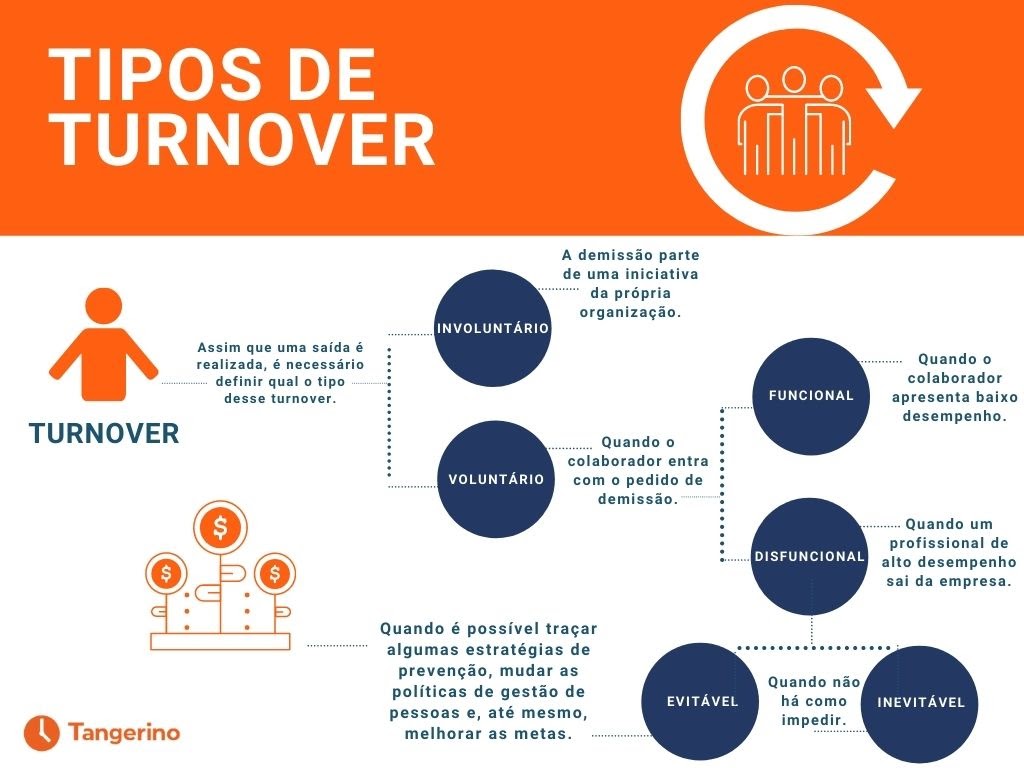 TIPOS DE
TURNOVER
A demissão parte
de uma iniciativa
da própria
organização.
INVOLUNTÁRIO
Assim que uma saída é
realizada, é necessário
definir qual o tipo
desse turnover.
TURNOVER
VOLUNTÁRIO
Quando o
colaborador entra
com o pedido de
demissão.
FUNCIONAL
Quando o
colaborador
apresenta baixo
desempenho.
DISFUNCIONAL
Quando um
profissional de
alto desempenho
sai da empresa.
$
$
$
Quando é possível traçar
algumas estratégias de
prevenção, mudar as
políticas de gestão de
pessoas e, até mesmo,
melhorar as metas.
EVITÁVEL
Quando não
há como
impedir.
INEVITÁVEL
Tangerino